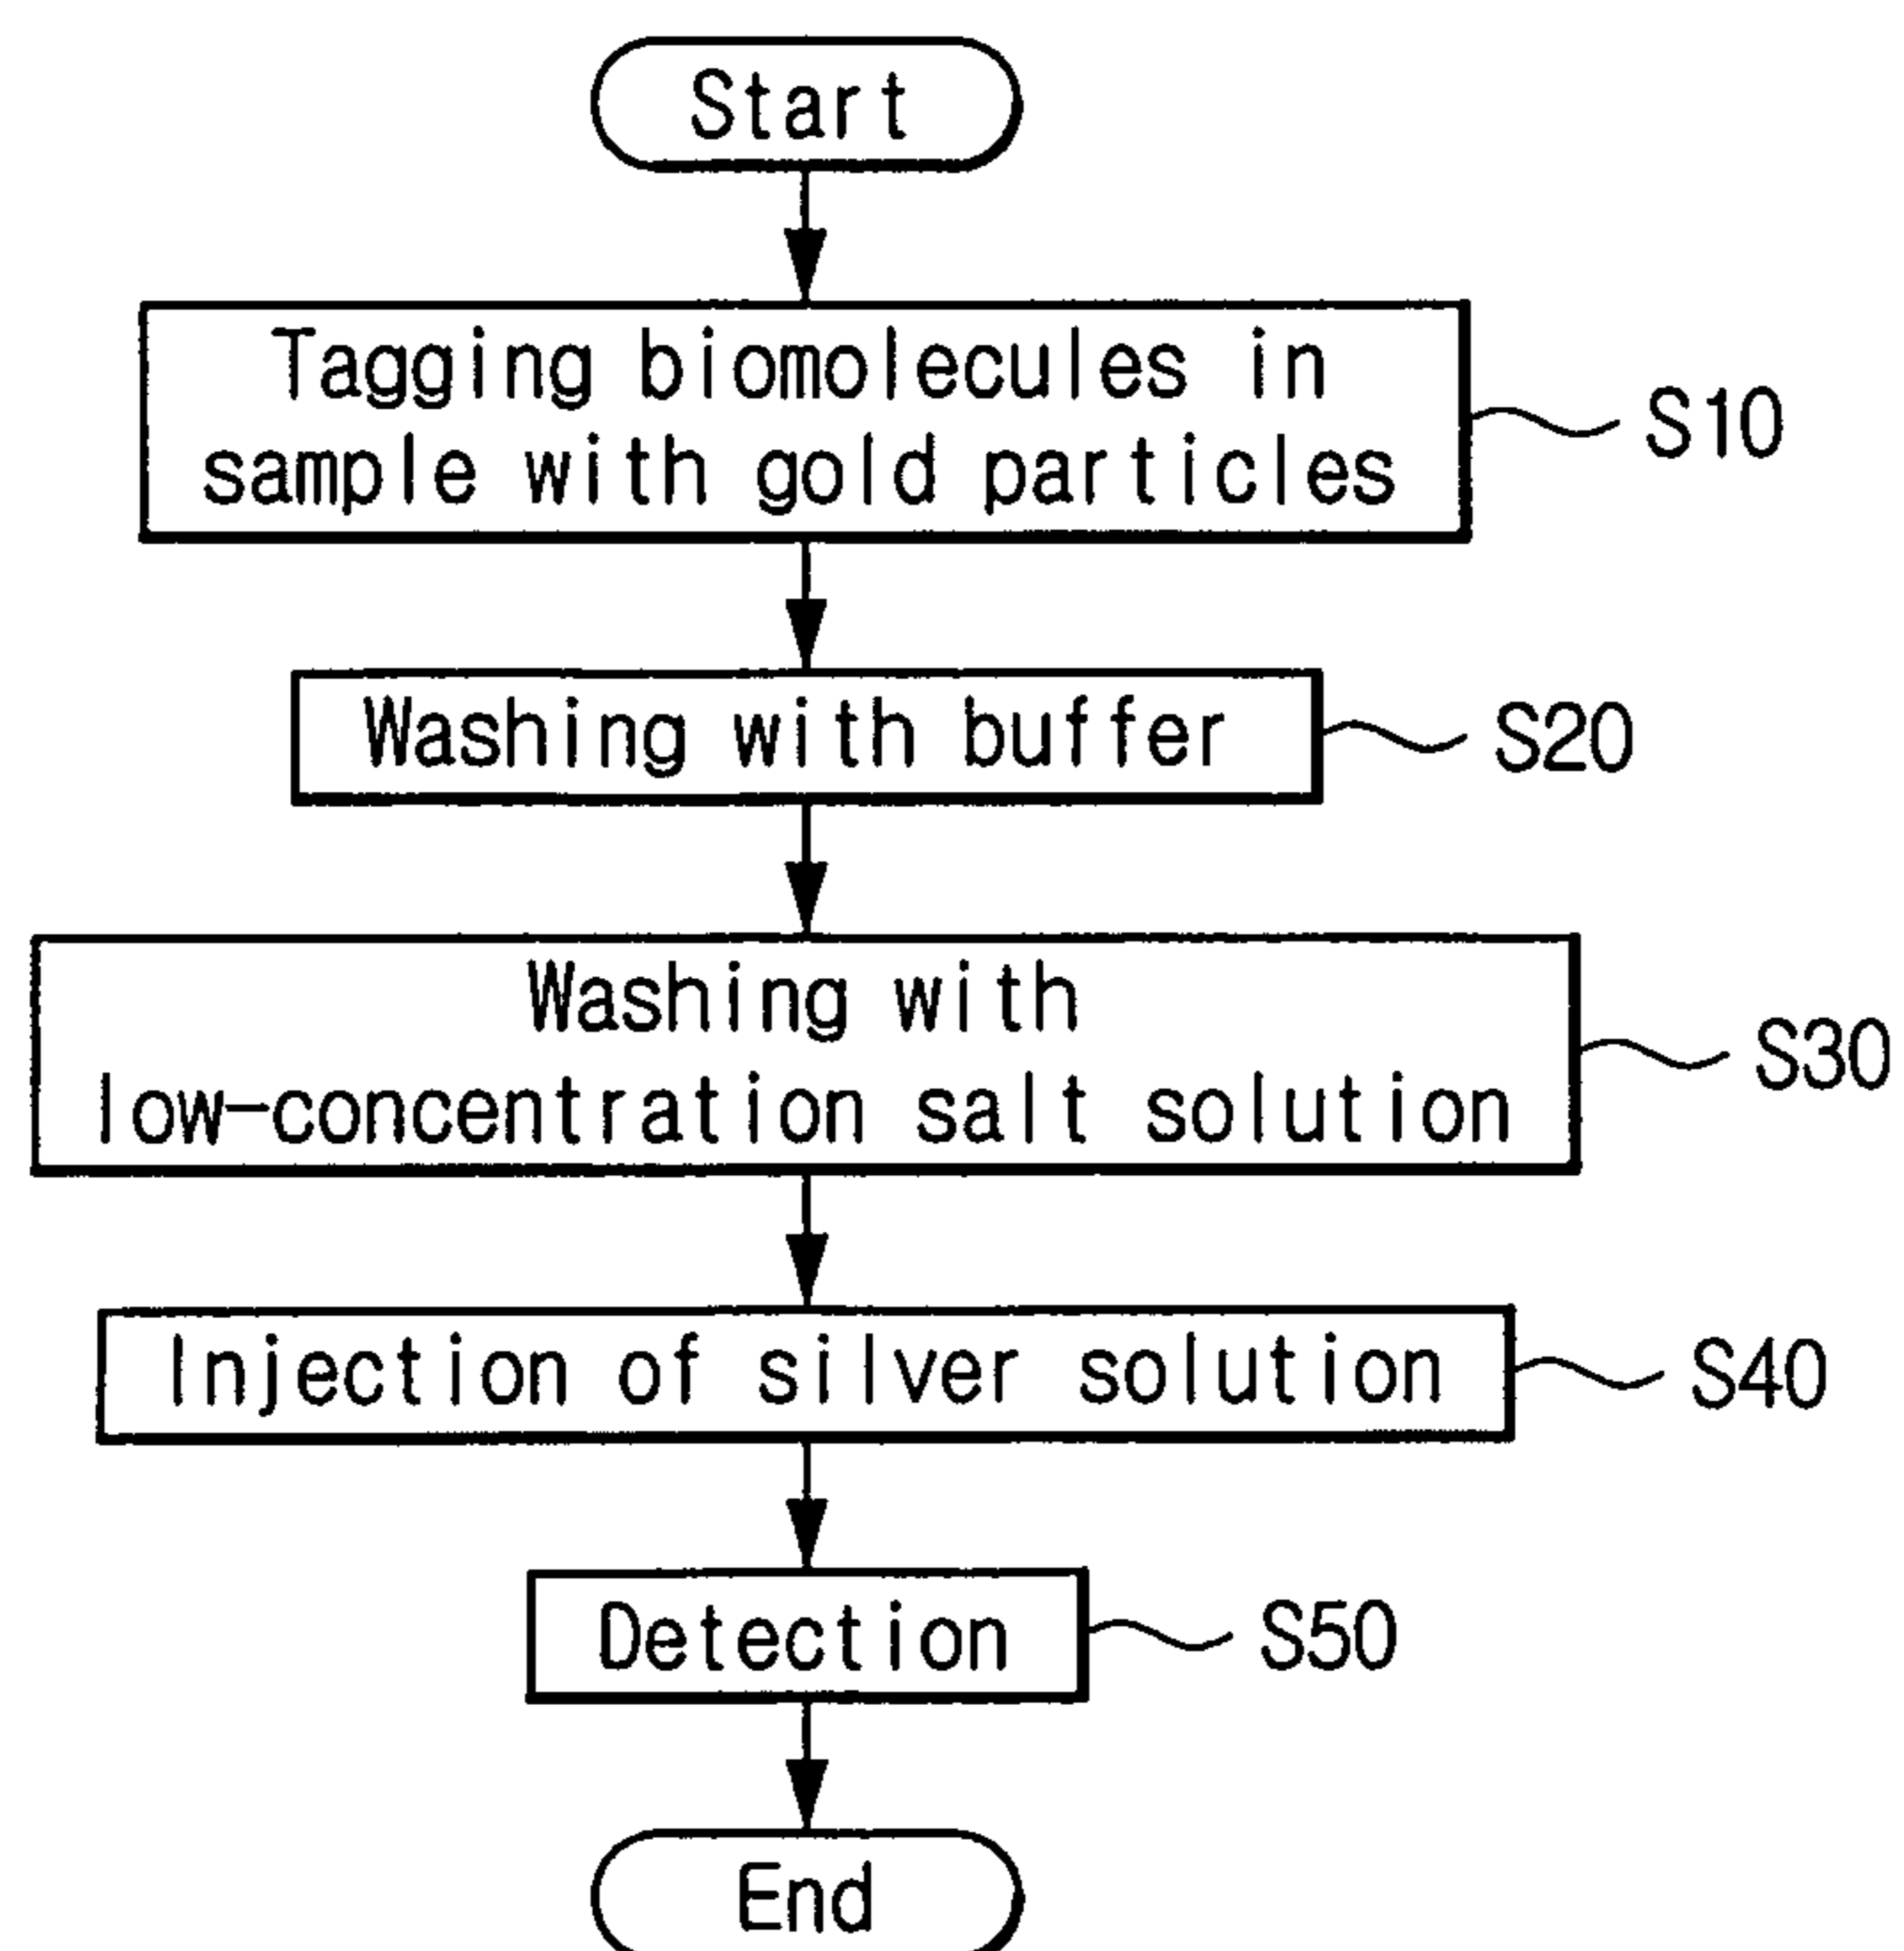 Start
Tagging biomolecules in
sample with gold particles
S10
Washing with buffer
S20
Washing with
low-concentration salt solution
S30
Injection of silver solution
S40
Detection
S50
End